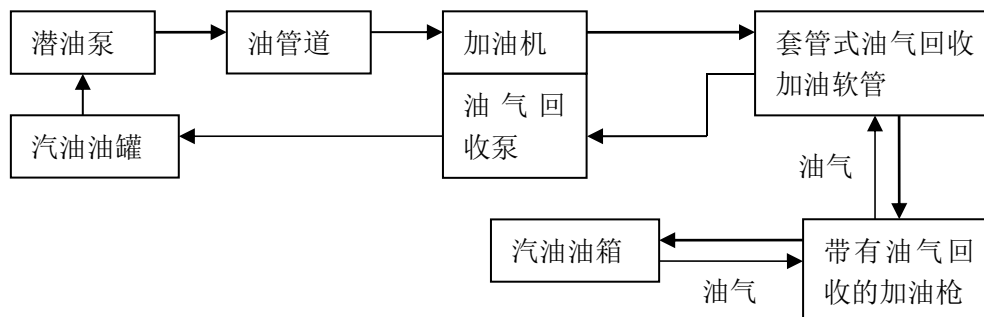 潜油泵
油管道
加油机
套管式油气回收
加油软管
油气回
收泵
汽油油罐
油气
汽油油箱
油气
带有油气回
收的加油枪